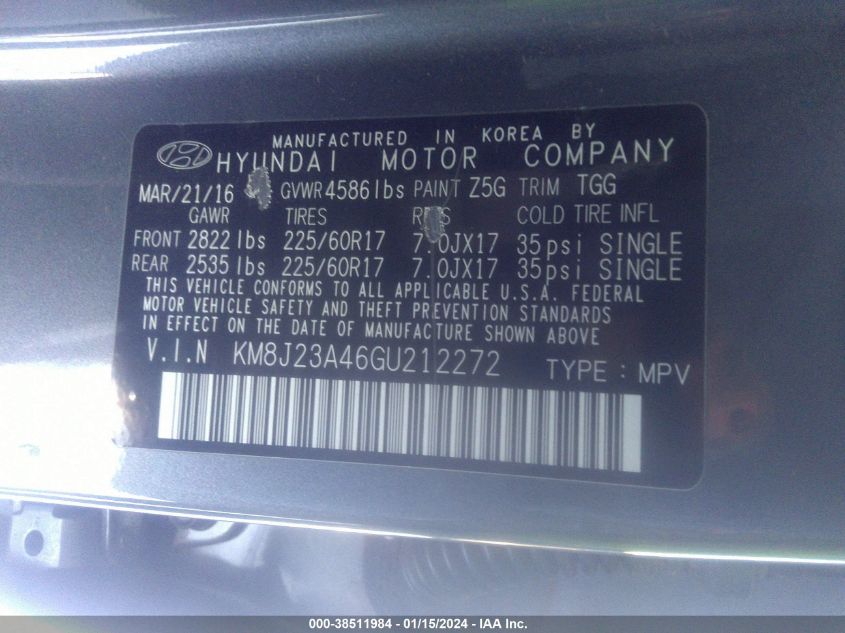 MANUFACTURED IN KOREA BY
HYUNDAI MOTOR COMPANY
MAR/21/16 GVWR 4586 lbs PAINT Z5G TRIM TGG
GAWR TIRES COLD TIRE INFL
FRONT 2822 lbs 225/60R17 7.0JX17 35psi SINGLE
REAR 2535 lbs 225/60R17 7.0JX17 35psi SINGLE
THIS VEHICLE CONFORMS TO ALL APPLICABLE U.S.A. FEDERAL
MOTOR VEHICLE SAFETY AND THEFT PREVENTION STANDARDS
IN EFFECT ON THE DATE OF MANUFACTURE SHOWN ABOVE
V.I.N KM8J23A46GU212272 TYPE : MPV
000-38511984 - 01/15/2024 - IAA Inc.